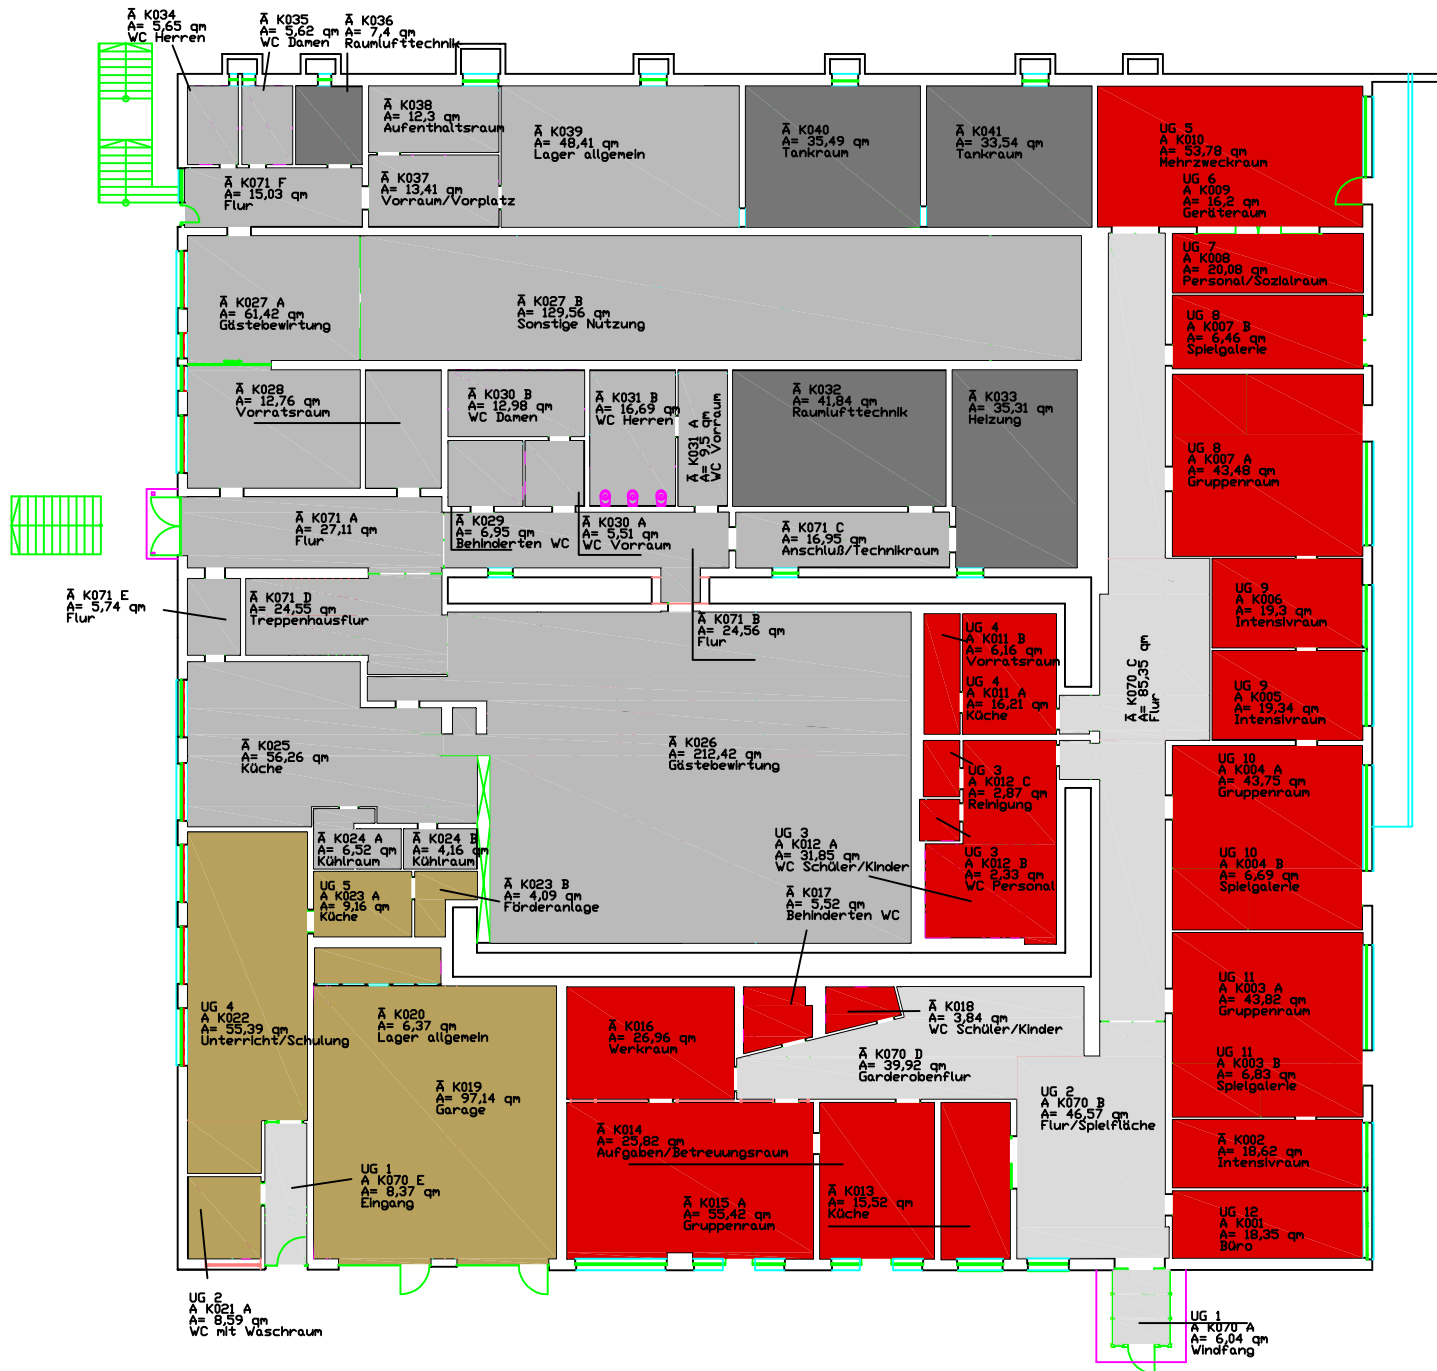 Ā K034
A= 5,65 qm
WC Herren
Ā K035
A= 5,62 qm
WC Damen
Ā K036
A= 7,4 qm
Raumlufttechnik
Ā K038
A= 12,3 qm
Aufenthaltsraum
Ā K039
A= 48,41 qm
Lager allgemein
Ā K040
A= 35,49 qm
Tankraum
Ā K041
A= 33,54 qm
Tankraum
UG 5
A K010
A= 53,78 qm
Mehrzweckraum
UG 6
A K009
A= 16,2 qm
Geräteraum
Ā K071 F
A= 15,03 qm
Flur
Ā K037
A= 13,41 qm
Vorraum/Vorplatz
UG 7
A K008
A= 20,08 qm
Personal/Sozialraum
Ā K027 A
A= 61,42 qm
Gästebewirtung
Ā K027 B
A= 129,56 qm
Sonstige Nutzung
UG 8
A K007 B
A= 6,46 qm
Spielgalerie
Ā K028
A= 12,76 qm
Vorratsraum
Ā K030 B
A= 12,98 qm
WC Damen
Ā K031 B
A= 16,69 qm
WC Herren
Ā K031 A
A= 9,5 qm
WC Vorraum
Ā K032
A= 41,84 qm
Raumlufttechnik
Ā K033
A= 35,31 qm
Heizung
UG 8
A K007 A
A= 43,48 qm
Gruppenraum
Ā K071 A
A= 27,11 qm
Flur
Ā K029
A= 6,95 qm
Behinderten WC
Ā K030 A
A= 5,51 qm
WC Vorraum
Ā K071 C
A= 16,95 qm
Anschluß/Technikraum
Ā K071 E
A= 5,74 qm
Flur
Ā K071 D
A= 24,55 qm
Treppenhausflur
Ā K071 B
A= 24,56 qm
Flur
UG 4
A K011 B
A= 6,16 qm
Vorratsraum
UG 4
A K011 A
A= 16,21 qm
Küche
Ā K070 C
A= 85,35 qm
Flur
UG 9
A K006
A= 19,3 qm
Intensivraum
UG 9
A K005
A= 19,34 qm
Intensivraum
Ā K025
A= 56,26 qm
Küche
Ā K026
A= 212,42 qm
Gästebewirtung
UG 3
A K012 C
A= 2,87 qm
Reinigung
UG 10
A K004 A
A= 43,75 qm
Gruppenraum
Ā K024 A
A= 6,52 qm
Kühlraum
Ā K024 B
A= 4,16 qm
Kühlraum
UG 3
A K012 A
A= 31,85 qm
WC Schüler/Kinder
UG 3
A K012 B
A= 2,33 qm
WC Personal
UG 10
A K004 B
A= 6,69 qm
Spielgalerie
UG 5
A K023 A
A= 9,16 qm
Küche
Ā K023 B
A= 4,09 qm
Förderanlage
Ā K017
A= 5,52 qm
Behinderten WC
UG 4
A K022
A= 55,39 qm
Unterricht/Schulung
Ā K020
A= 6,37 qm
Lager allgemein
Ā K016
A= 26,96 qm
Werkraum
Ā K018
A= 3,84 qm
WC Schüler/Kinder
UG 11
A K003 A
A= 43,82 qm
Gruppenraum
Ā K070 D
A= 39,92 qm
Garderobenflur
UG 11
A K003 B
A= 6,83 qm
Spielgalerie
Ā K019
A= 97,14 qm
Garage
UG 2
A K070 B
A= 46,57 qm
Flur/Spielfläche
Ā K014
A= 25,82 qm
Aufgaben/Betreuungsraum
Ā K002
A= 18,62 qm
Intensivraum
UG 1
A K070 E
A= 8,37 qm
Eingang
Ā K015 A
A= 55,42 qm
Gruppenraum
Ā K013
A= 15,52 qm
Küche
UG 12
A K001
A= 18,35 qm
Büro
UG 2
A K021 A
A= 8,59 qm
WC mit Waschraum
UG 1
A K070 A
A= 6,04 qm
Windfang